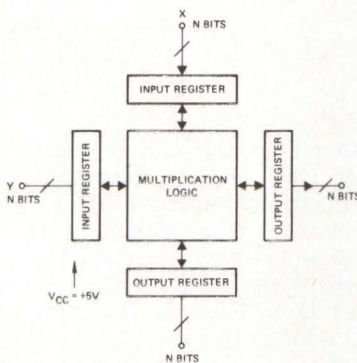 X
N BITS
INPUT REGISTER
Y
N BITS
INPUT REGISTER
MULTIPLICATION
LOGIC
OUTPUT REGISTER
N BITS
OUTPUT REGISTER
VCC = +5V
N BITS